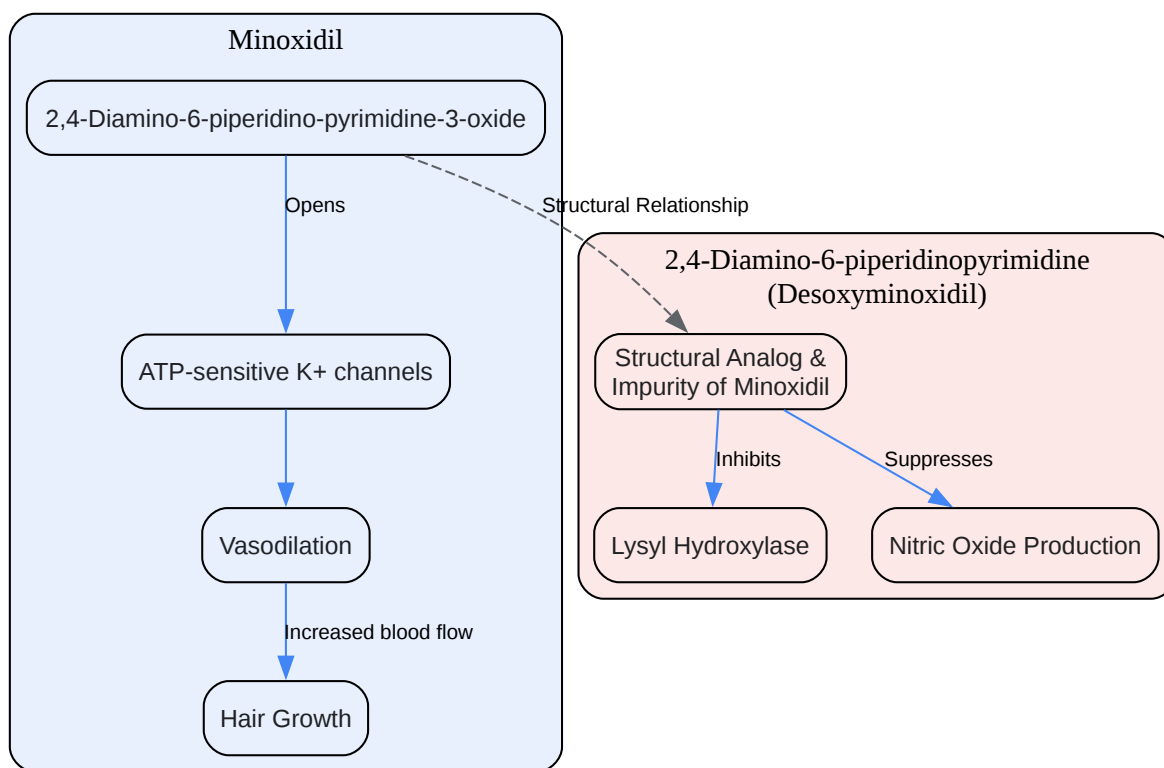 Minoxidil
2,4-Diamino-6-piperidino-pyrimidine-3-oxide
Opens
Structural Relationship
2,4-Diamino-6-piperidinopyrimidine
(Desoxyminoxidil)
ATP-sensitive K+ channels
Structural Analog &
Impurity of Minoxidil
Inhibits
Suppresses
Vasodilation
Lysyl Hydroxylase
Nitric Oxide Production
Increased blood flow
Hair Growth